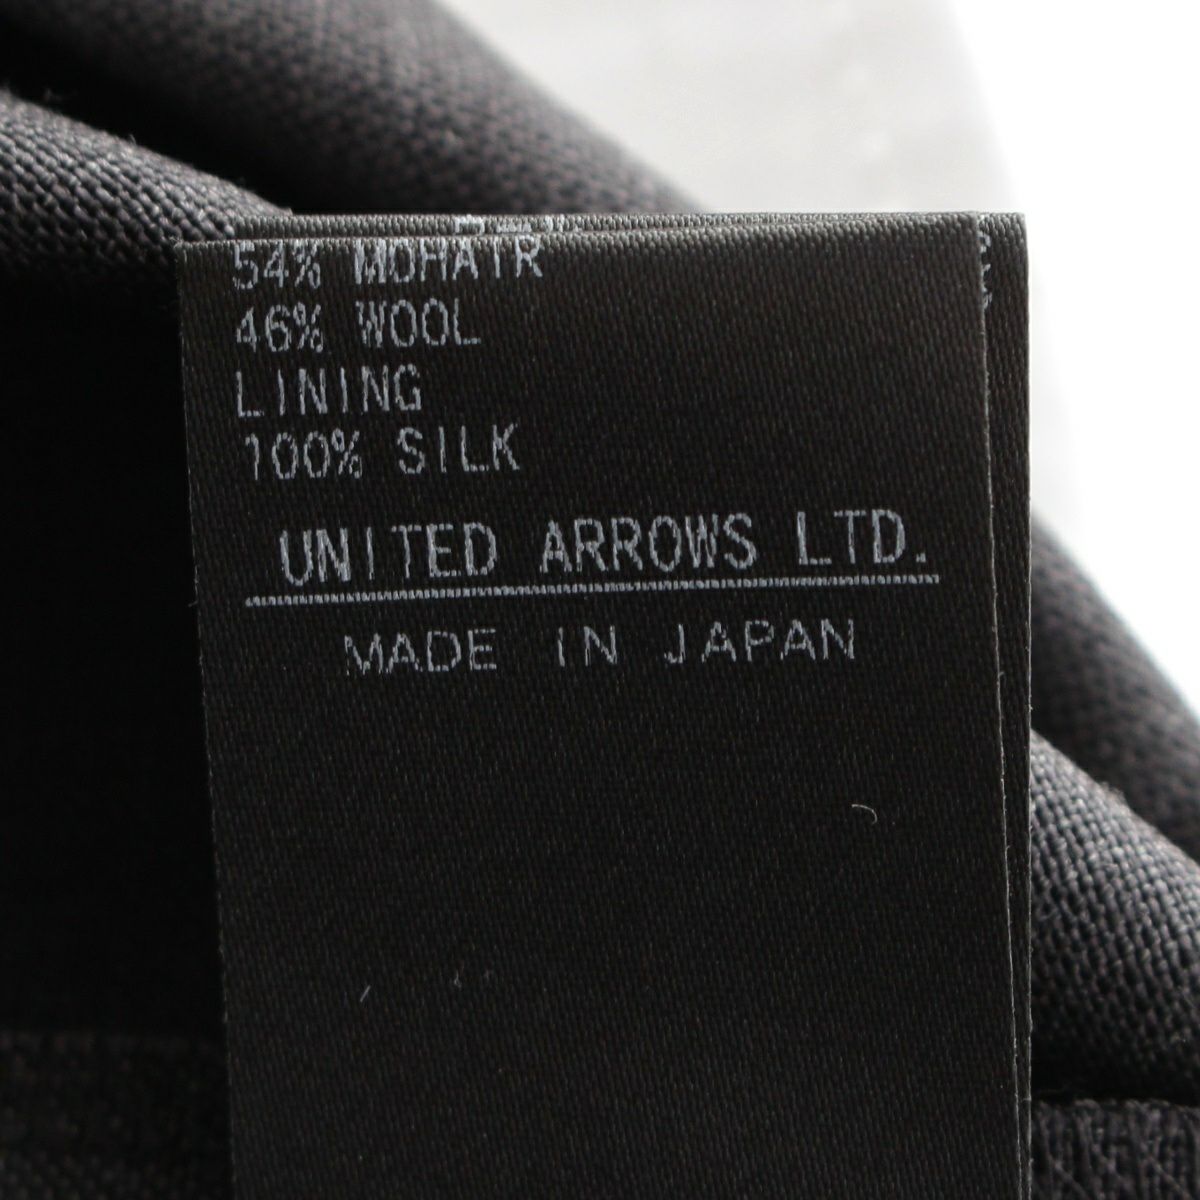 54% MOHAIR
46% WOOL
LINING
100% SILK
UNITED ARROWS LTD.
MADE IN JAPAN